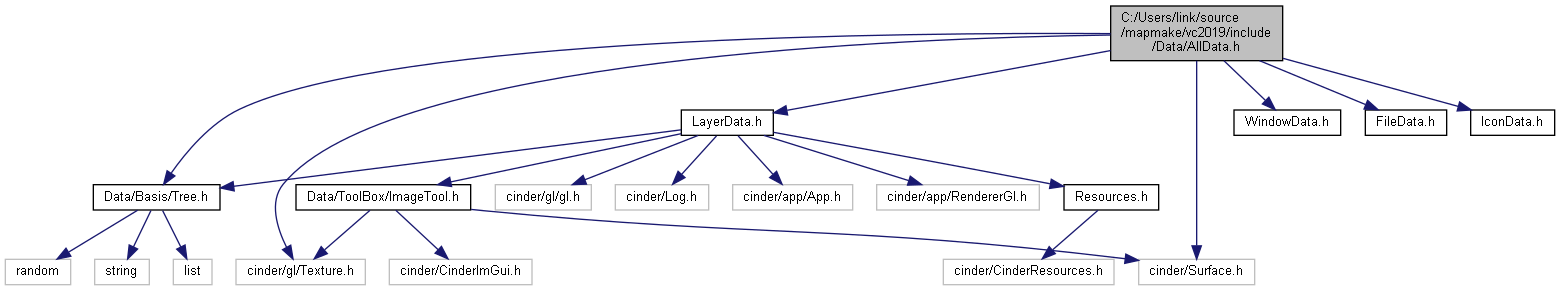 C:/Users/link/source
/mapmake/vc2019/include
/Data/AllData.h
LayerData.h
WindowData.h
FileData.h
IconData.h
Data/Basis/Tree.h
Data/ToolBox/ImageTool.h
cinder/gl/gl.h
cinder/Log.h
cinder/app/App.h
cinder/app/RendererGl.h
Resources.h
random
string
list
cinder/gl/Texture.h
cinder/CinderImGui.h
cinder/CinderResources.h
cinder/Surface.h